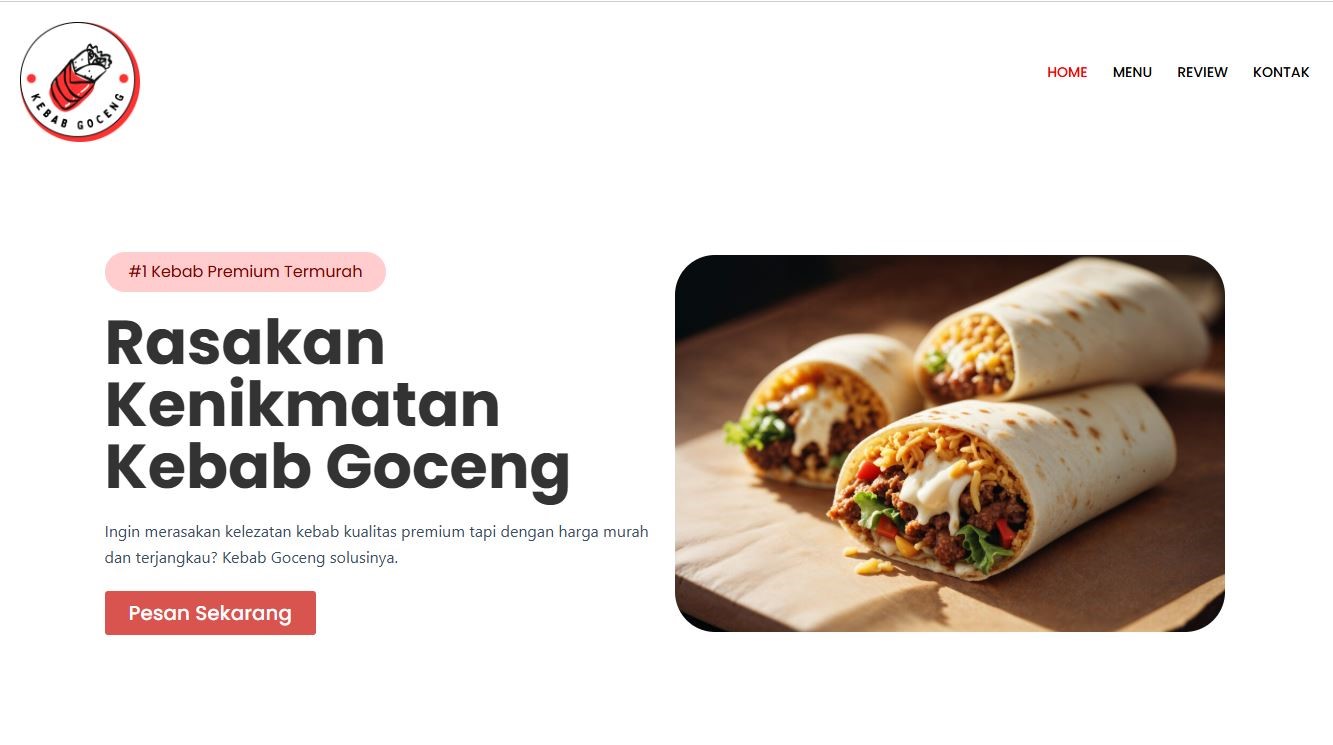 KEBAB GOCENG
HOME MENU REVIEW KONTAK
#1 Kebab Premium Termurah
Rasakan
Kenikmatan
Kebab Goceng
Ingin merasakan kelezatan kebab kualitas premium tapi dengan harga murah
dan terjangkau? Kebab Goceng solusinya.
Pesan Sekarang